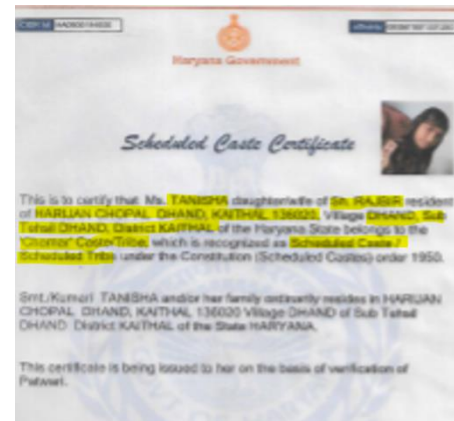 Haryana Government
Scheduled Caste Certificate
This is to certify that Ms. TANISHA daughter/wife of Sh. RAJBIR resident
of HARIJAN CHOPAL, DHAND, KAITHAL 136020, Village DHAND, Sub
Tehsil DHAND, District KAITHAL of the Haryana State belongs to the
Caste/Tribe, which is recognized as Scheduled Caste /
Scheduled Tribe under the Constitution (Scheduled Castes) order 1950.
Smt./Kumari TANISHA and/or her family ordinarily resides in HARIJAN
CHOPAL, DHAND, KAITHAL 136020 Village DHAND of Sub Tehsil
DHAND District KAITHAL of the State HARYANA.
This certificate is being issued to her on the basis of verification of
Patwari.